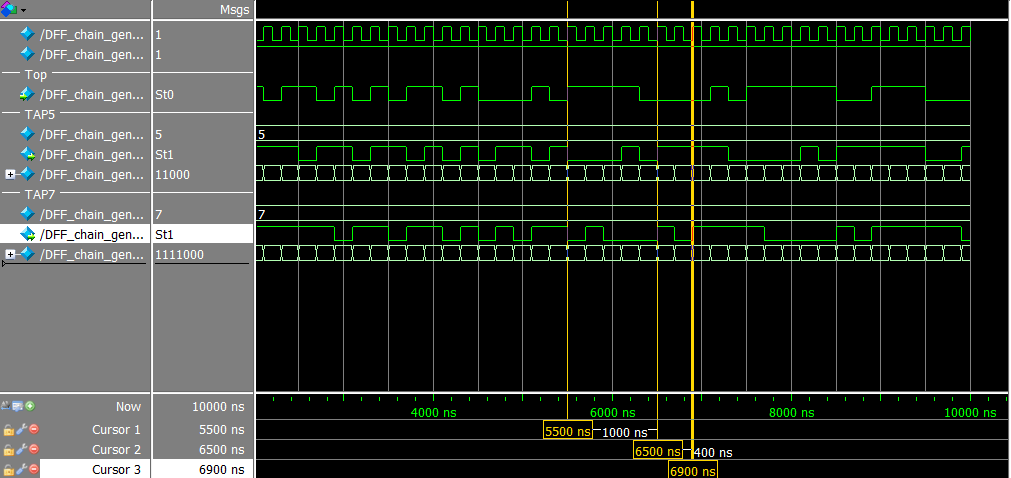 Msgs
/DFF_chain_gen... 1
/DFF_chain_gen... 1
Top
/DFF_chain_gen... St0
TAP5
/DFF_chain_gen... 5 5
/DFF_chain_gen... St1
/DFF_chain_gen... 11000
TAP7
/DFF_chain_gen... 7 7
/DFF_chain_gen... St1
/DFF_chain_gen... 1111000
Now 10000 ns 4000 ns 6000 ns 8000 ns 10000 ns
Cursor 1 5500 ns 5500 ns 1000 ns
Cursor 2 6500 ns 6500 ns 400 ns
Cursor 3 6900 ns 6900 ns